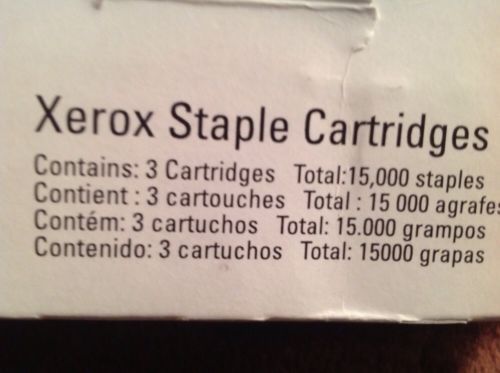 Xerox Staple Cartridges
Contains: 3 Cartridges Total:15,000 staples
Contient : 3 cartouches Total : 15 000 agrafes
Contém: 3 cartuchos Total: 15.000 grampos
Contenido: 3 cartuchos Total: 15000 grapas